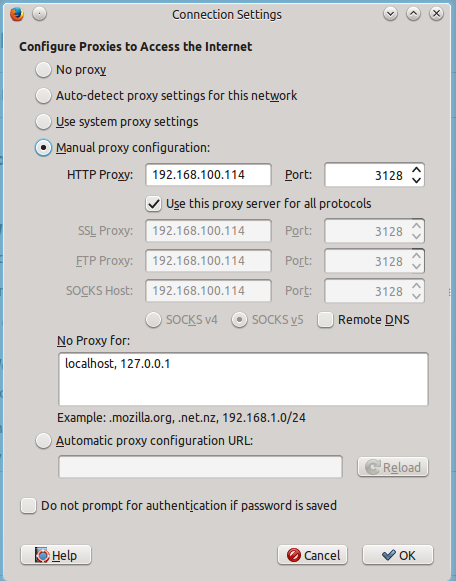 Connection Settings
Configure Proxies to Access the Internet
No proxy
Auto-detect proxy settings for this network
Use system proxy settings
Manual proxy configuration:
HTTP Proxy: 192.168.100.114 Port: 3128
Use this proxy server for all protocols
SSL Proxy: 192.168.100.114 Port: 3128
FTP Proxy: 192.168.100.114 Port: 3128
SOCKS Host: 192.168.100.114 Port: 3128
SOCKS v4 SOCKS v5 Remote DNS
No Proxy for:
localhost, 127.0.0.1
Example: .mozilla.org, .net.nz, 192.168.1.0/24
Automatic proxy configuration URL:
Reload
Do not prompt for authentication if password is saved
Help Cancel OK